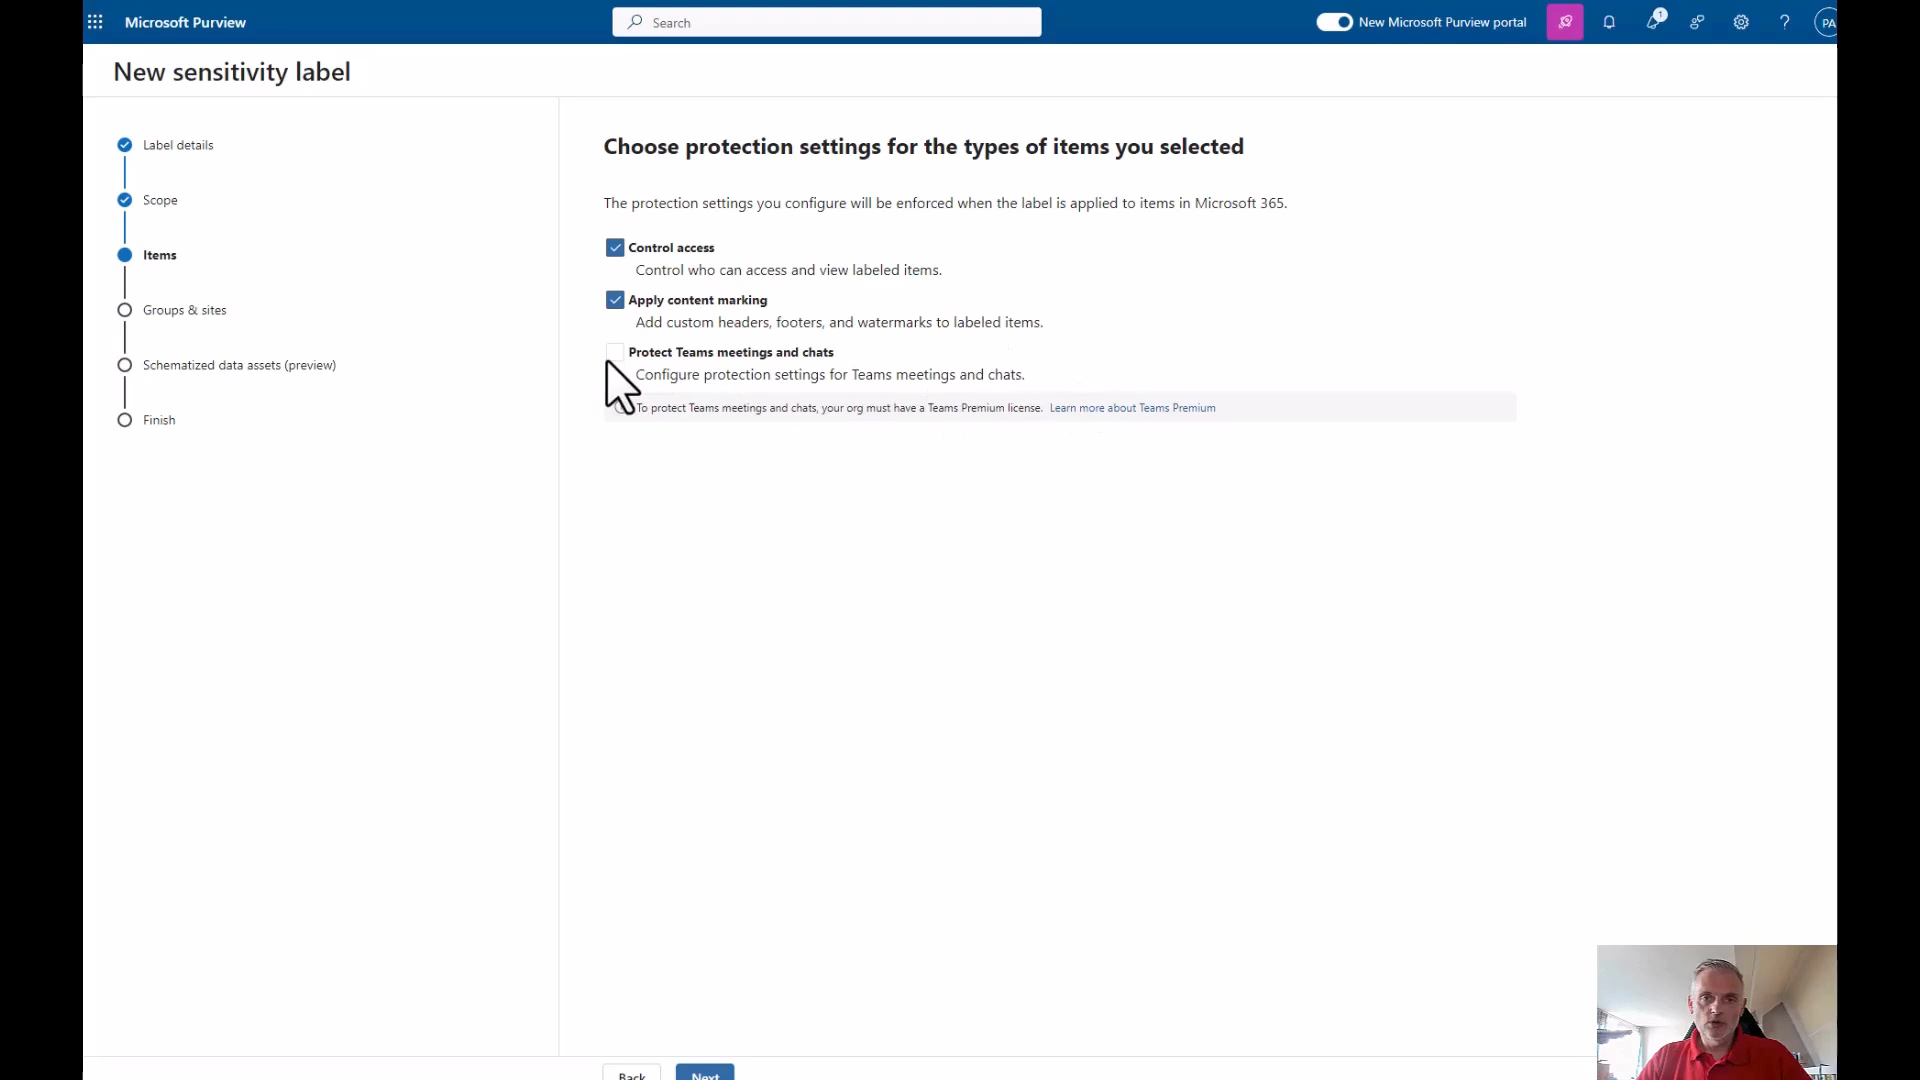 Microsoft Purview
Search
New Microsoft Purview portal
1
PA
New sensitivity label
Label details
Scope
Items
Groups & sites
Schematized data assets (preview)
Finish
Choose protection settings for the types of items you selected
The protection settings you configure will be enforced when the label is applied to items in Microsoft 365.
Control access
Control who can access and view labeled items.
Apply content marking
Add custom headers, footers, and watermarks to labeled items.
Protect Teams meetings and chats
Configure protection settings for Teams meetings and chats.
To protect Teams meetings and chats, your org must have a Teams Premium license. Learn more about Teams Premium
Back
Next